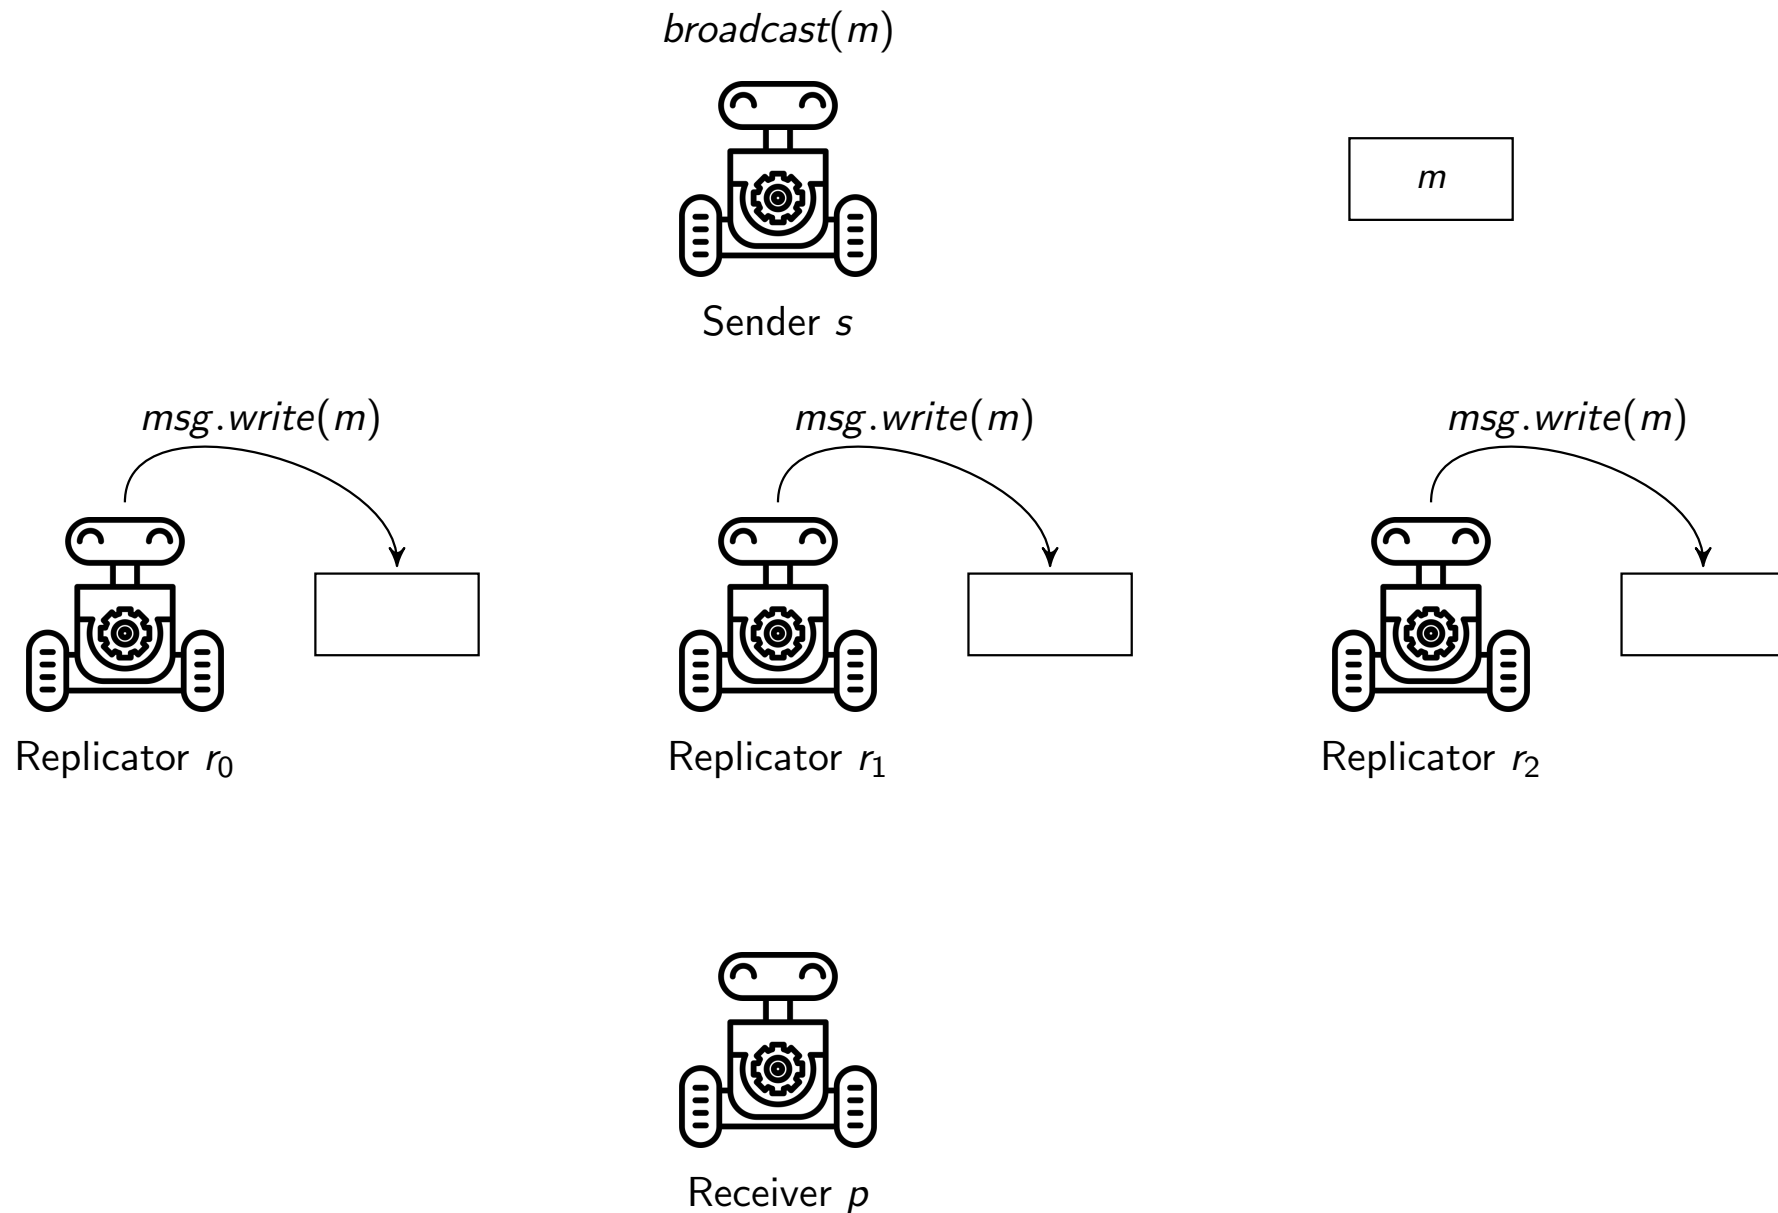 broadcast(m)
m
Sender s
msg.write(m)
msg.write(m)
msg.write(m)
Replicator r₀
Replicator r₁
Replicator r₂
Receiver p